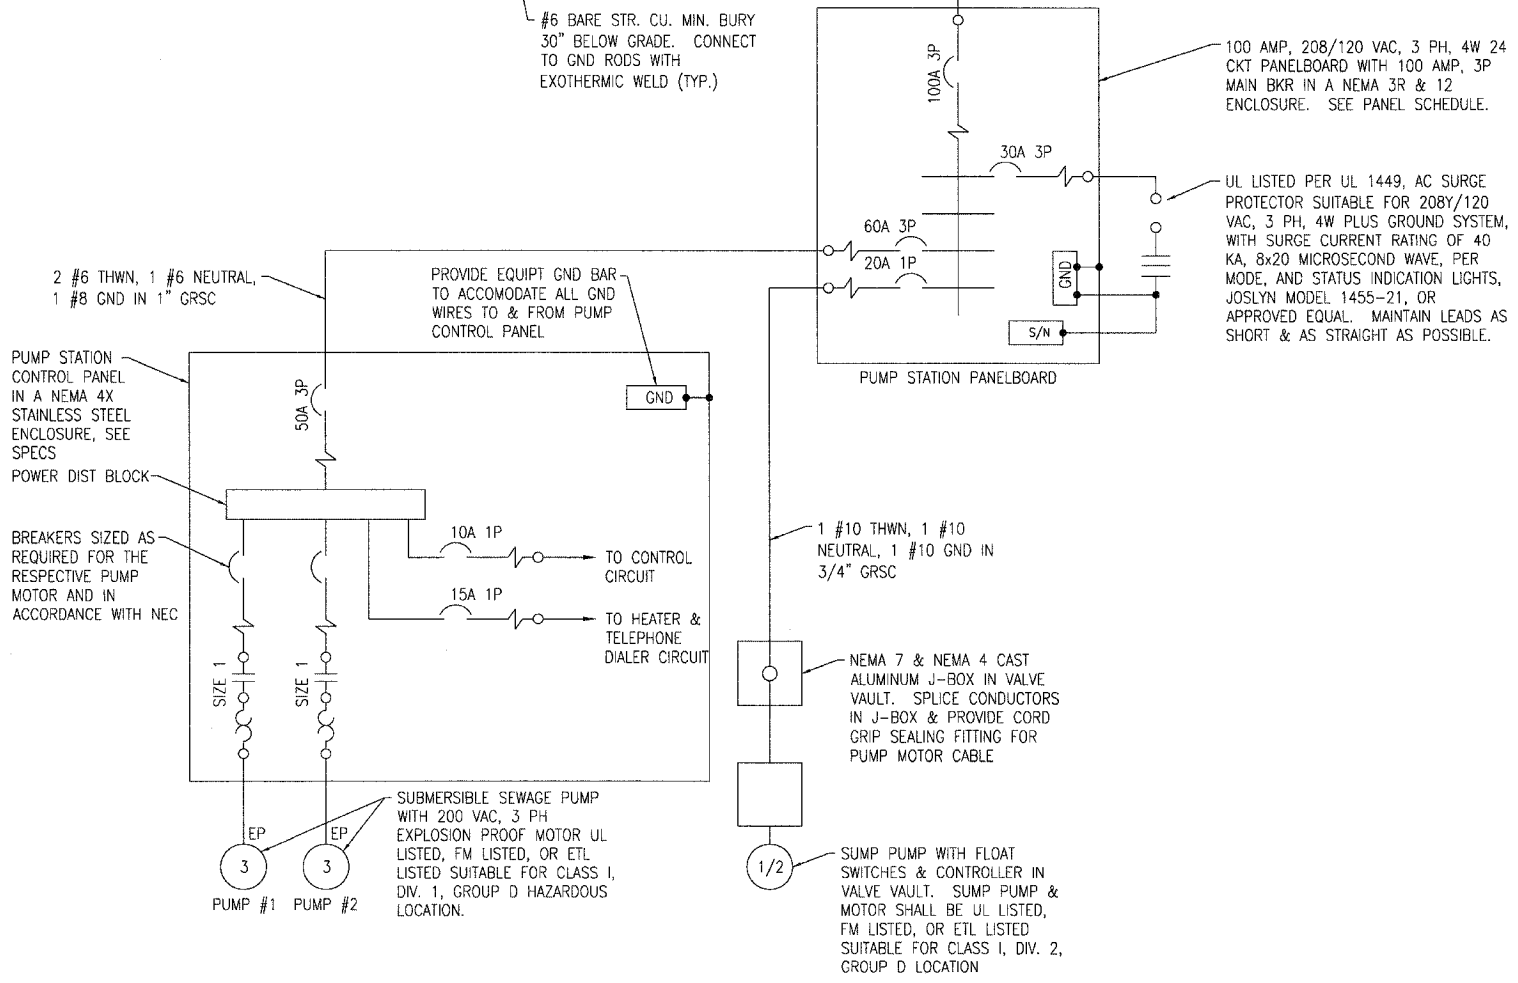 #6 BARE STR. CU. MIN. BURY
30" BELOW GRADE. CONNECT
TO GND RODS WITH
EXOTHERMIC WELD (TYP.)
100A 3P
100 AMP, 208/120 VAC, 3 PH, 4W 24
CKT PANELBOARD WITH 100 AMP, 3P
MAIN BKR IN A NEMA 3R & 12
ENCLOSURE. SEE PANEL SCHEDULE.
30A 3P
UL LISTED PER UL 1449, AC SURGE
PROTECTOR SUITABLE FOR 208Y/120
VAC, 3 PH, 4W PLUS GROUND SYSTEM,
WITH SURGE CURRENT RATING OF 40
KA, 8x20 MICROSECOND WAVE, PER
MODE, AND STATUS INDICATION LIGHTS,
JOSLYN MODEL 1455-21, OR
APPROVED EQUAL. MAINTAIN LEADS AS
SHORT & AS STRAIGHT AS POSSIBLE.
60A 3P
20A 1P
GND
S/N
PUMP STATION PANELBOARD
2 #6 THWN, 1 #6 NEUTRAL,
1 #8 GND IN 1" GRSC
PROVIDE EQUIPT GND BAR
TO ACCOMODATE ALL GND
WIRES TO & FROM PUMP
CONTROL PANEL
PUMP STATION
CONTROL PANEL
IN A NEMA 4X
STAINLESS STEEL
ENCLOSURE, SEE
SPECS
50A 3P
GND
POWER DIST BLOCK
BREAKERS SIZED AS
REQUIRED FOR THE
RESPECTIVE PUMP
MOTOR AND IN
ACCORDANCE WITH NEC
10A 1P
TO CONTROL
CIRCUIT
15A 1P
TO HEATER &
TELEPHONE
DIALER CIRCUIT
SIZE 1
SIZE 1
1 #10 THWN, 1 #10
NEUTRAL, 1 #10 GND IN
3/4" GRSC
NEMA 7 & NEMA 4 CAST
ALUMINUM J-BOX IN VALVE
VAULT. SPLICE CONDUCTORS
IN J-BOX & PROVIDE CORD
GRIP SEALING FITTING FOR
PUMP MOTOR CABLE
EP
EP
3
3
PUMP #1
PUMP #2
SUBMERSIBLE SEWAGE PUMP
WITH 200 VAC, 3 PH
EXPLOSION PROOF MOTOR UL
LISTED, FM LISTED, OR ETL
LISTED SUITABLE FOR CLASS I,
DIV. 1, GROUP D HAZARDOUS
LOCATION.
1/2
SUMP PUMP WITH FLOAT
SWITCHES & CONTROLLER IN
VALVE VAULT. SUMP PUMP &
MOTOR SHALL BE UL LISTED,
FM LISTED, OR ETL LISTED
SUITABLE FOR CLASS I, DIV. 2,
GROUP D LOCATION